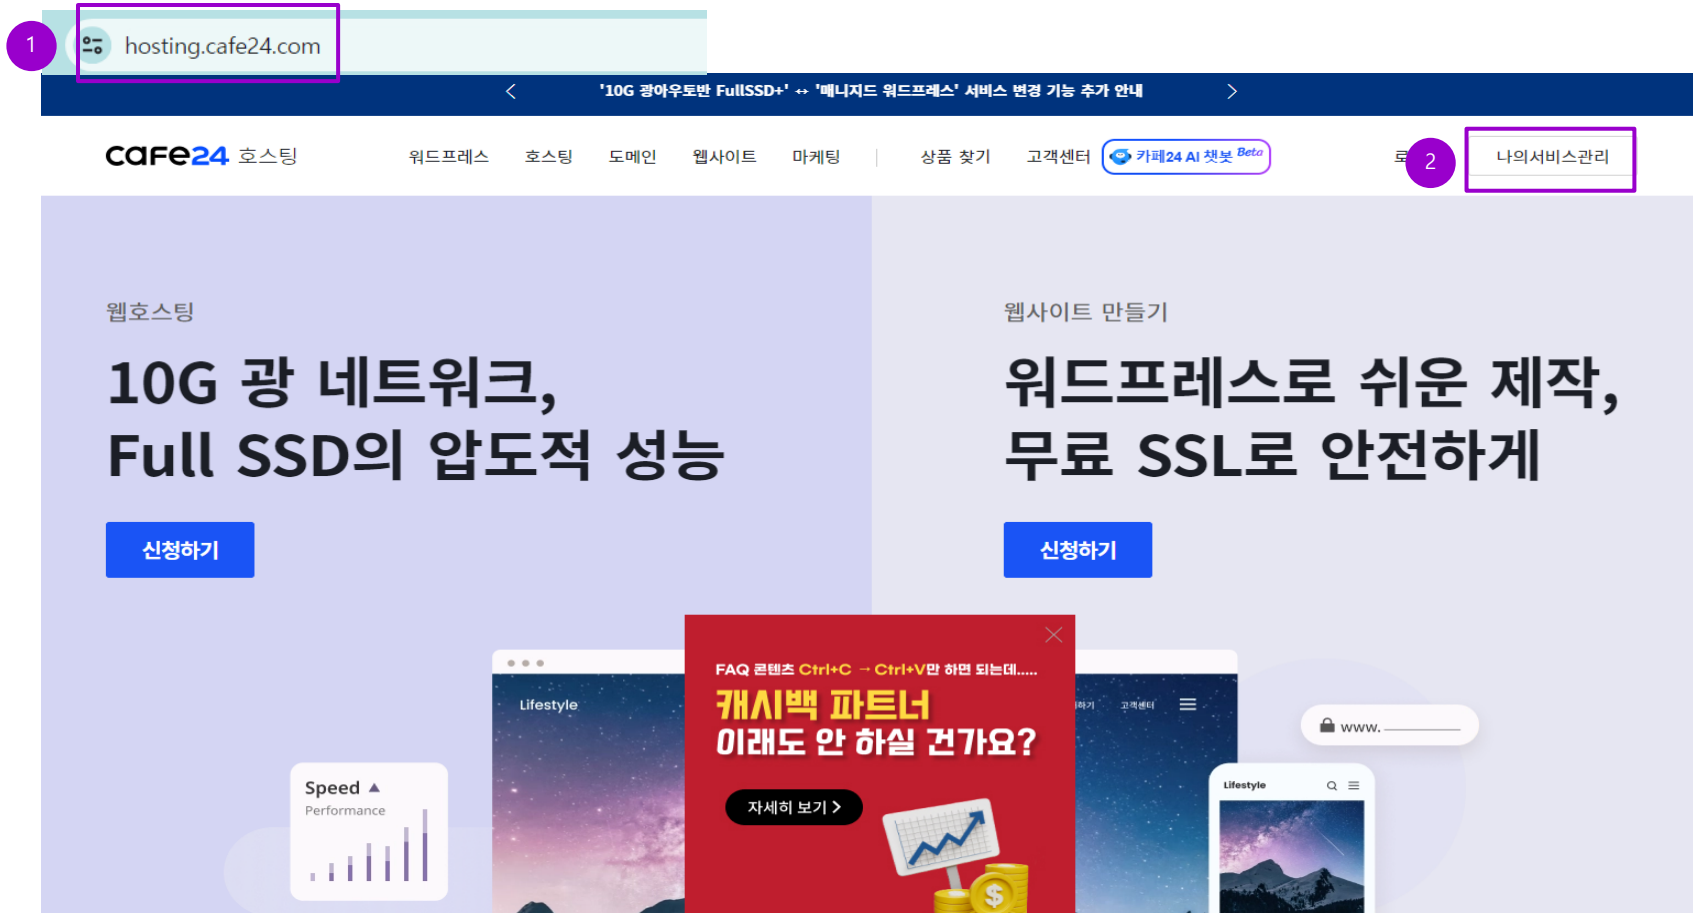 1
hosting.cafe24.com
'10G 광아우토반 FullSSD+' ↔ '매니지드 워드프레스' 서비스 변경 기능 추가 안내
cafe24 호스팅
워드프레스 호스팅 도메인 웹사이트 마케팅 | 상품 찾기 고객센터 카페24 AI 챗봇 Beta
2 나의서비스관리
웹호스팅
10G 광 네트워크,
Full SSD의 압도적 성능
신청하기
웹사이트 만들기
워드프레스로 쉬운 제작,
무료 SSL로 안전하게
신청하기
FAQ 콘텐츠 Ctrl+C → Ctrl+V만 하면 되는데.....
캐시백 파트너
이래도 안 하실 건가요?
자세히 보기 >
Lifestyle
고객센터
www.
Speed ▲
Performance
Lifestyle
$